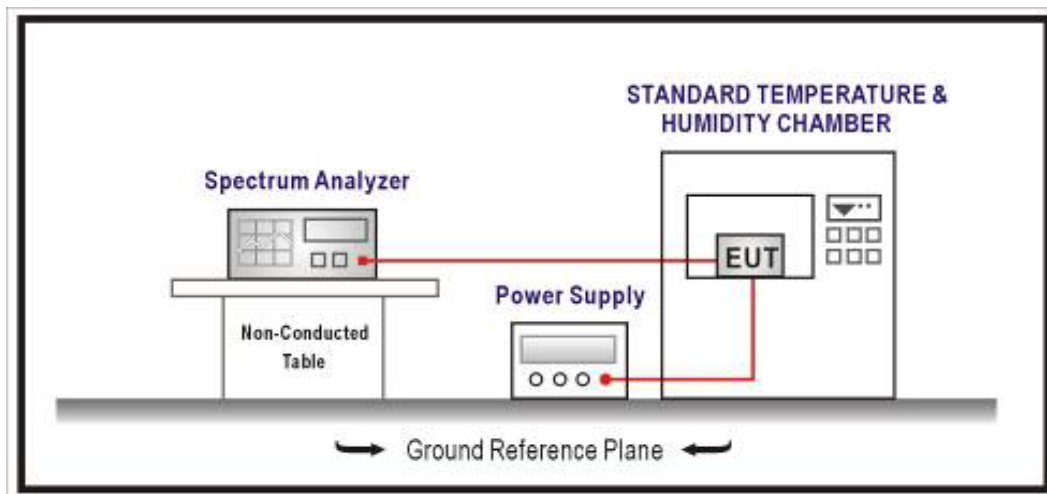 STANDARD TEMPERATURE &
HUMIDITY CHAMBER
Spectrum Analyzer
EUT
Power Supply
Non-Conducted
Table
Ground Reference Plane